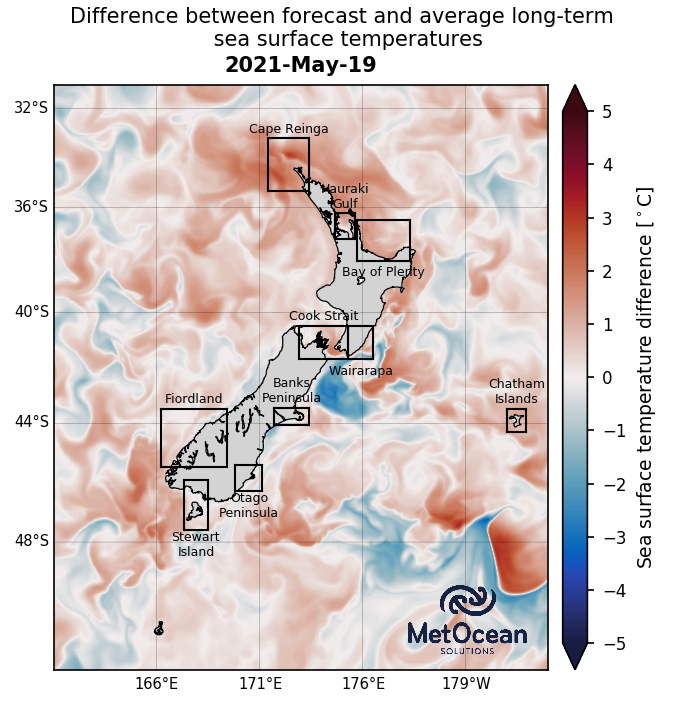 Difference between forecast and average long-term
sea surface temperatures
2021-May-19
32°S
36°S
40°S
44°S
48°S
Cape Reinga
Hauraki
Gulf
Bay of Plenty
Cook Strait
Wairarapa
Banks
Peninsula
Fiordland
Chatham
Islands
Otago
Peninsula
Stewart
Island
MetOcean
SOLUTIONS
166°E
171°E
176°E
179°W
5
4
3
2
1
0
−1
−2
−3
−4
−5
Sea surface temperature difference [°C]